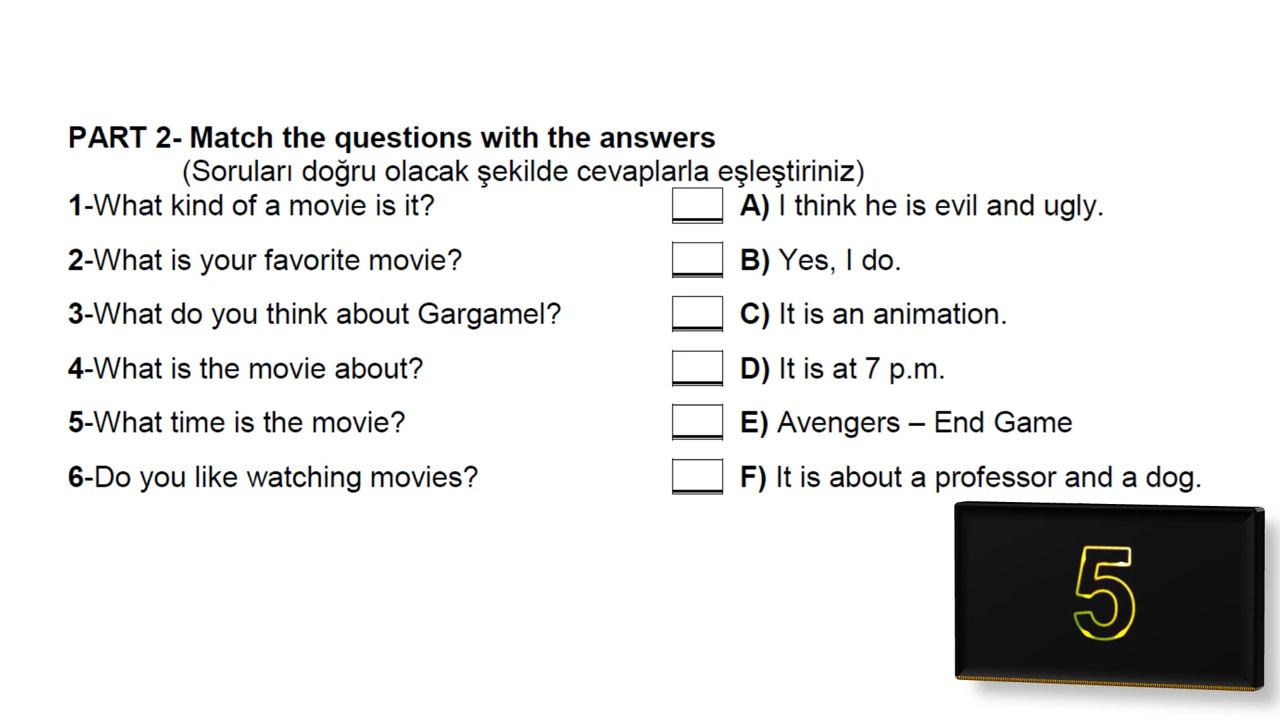 PART 2- Match the questions with the answers
(Soruları doğru olacak şekilde cevaplarla eşleştiriniz)
1-What kind of a movie is it? A) I think he is evil and ugly.
2-What is your favorite movie? B) Yes, I do.
3-What do you think about Gargamel? C) It is an animation.
4-What is the movie about? D) It is at 7 p.m.
5-What time is the movie? E) Avengers – End Game
6-Do you like watching movies? F) It is about a professor and a dog.
5